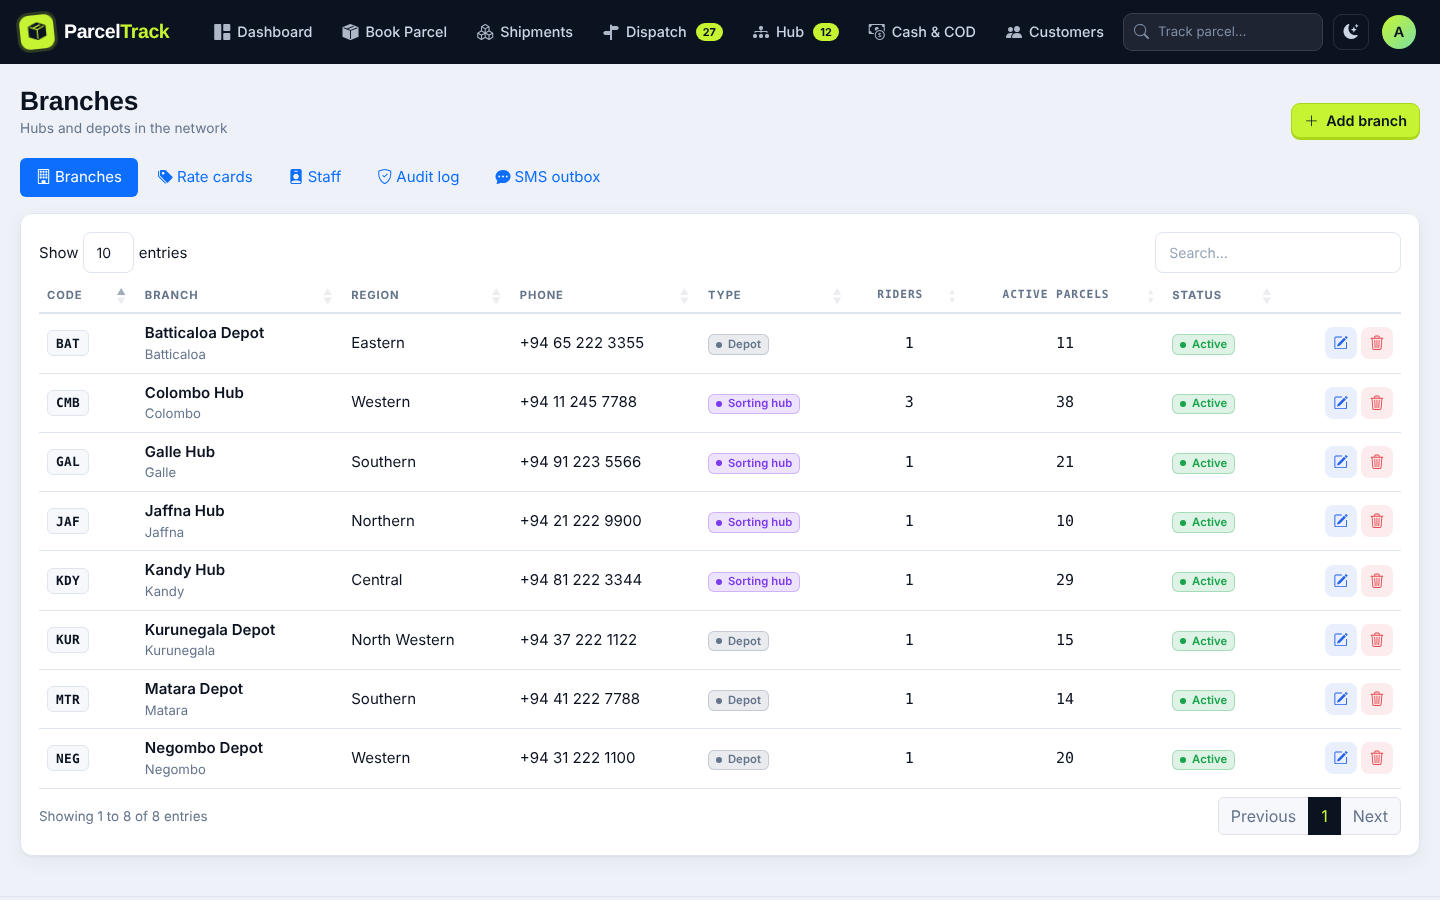 ParcelTrack Dashboard Book Parcel Shipments Dispatch 27 Hub 12 Cash & COD Customers Track parcel... A
Branches
Hubs and depots in the network
Add branch
Branches Rate cards Staff Audit log SMS outbox
Show 10 entries Search...
CODE BRANCH REGION PHONE TYPE RIDERS ACTIVE PARCELS STATUS
BAT Batticaloa Depot Eastern +94 65 222 3355 Depot 1 11 Active
Batticaloa
CMB Colombo Hub Western +94 11 245 7788 Sorting hub 3 38 Active
Colombo
GAL Galle Hub Southern +94 91 223 5566 Sorting hub 1 21 Active
Galle
JAF Jaffna Hub Northern +94 21 222 9900 Sorting hub 1 10 Active
Jaffna
KDY Kandy Hub Central +94 81 222 3344 Sorting hub 1 29 Active
Kandy
KUR Kurunegala Depot North Western +94 37 222 1122 Depot 1 15 Active
Kurunegala
MTR Matara Depot Southern +94 41 222 7788 Depot 1 14 Active
Matara
NEG Negombo Depot Western +94 31 222 1100 Depot 1 20 Active
Negombo
Showing 1 to 8 of 8 entries Previous 1 Next